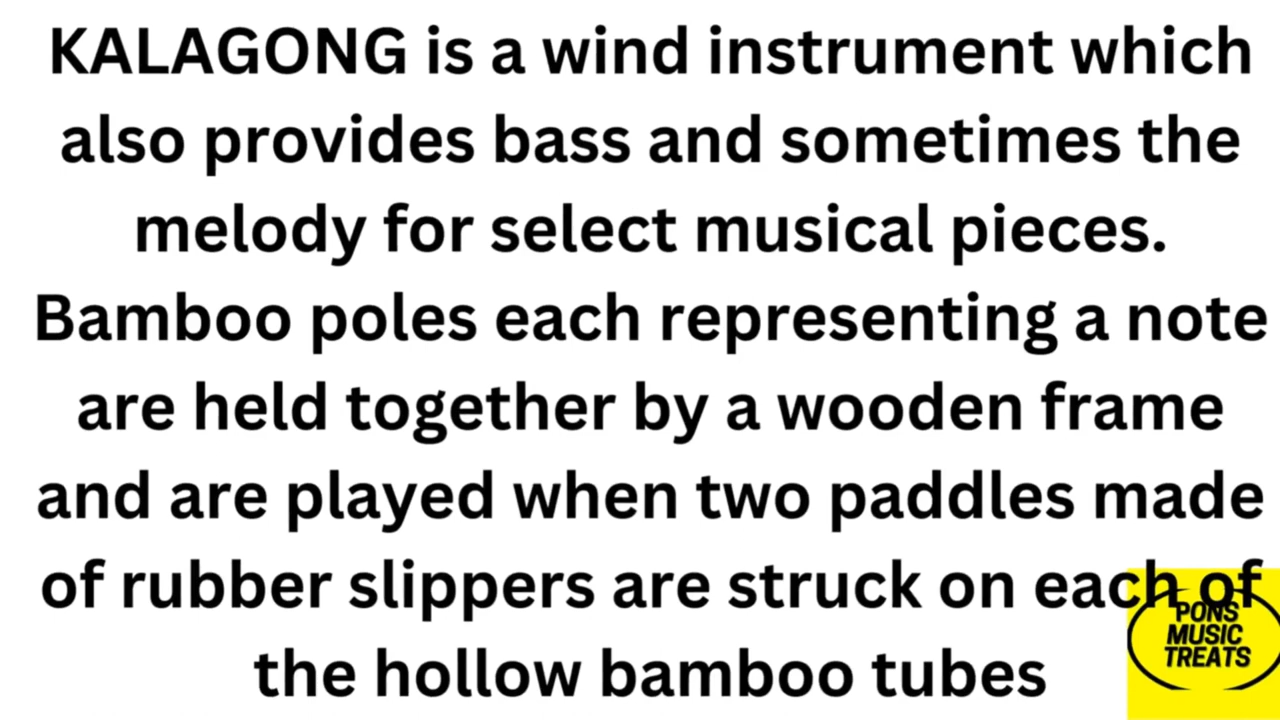 KALAGONG is a wind instrument which
also provides bass and sometimes the
melody for select musical pieces.
Bamboo poles each representing a note
are held together by a wooden frame
and are played when two paddles made
of rubber slippers are struck on each of
the hollow bamboo tubes
PONS
MUSIC
TREATS